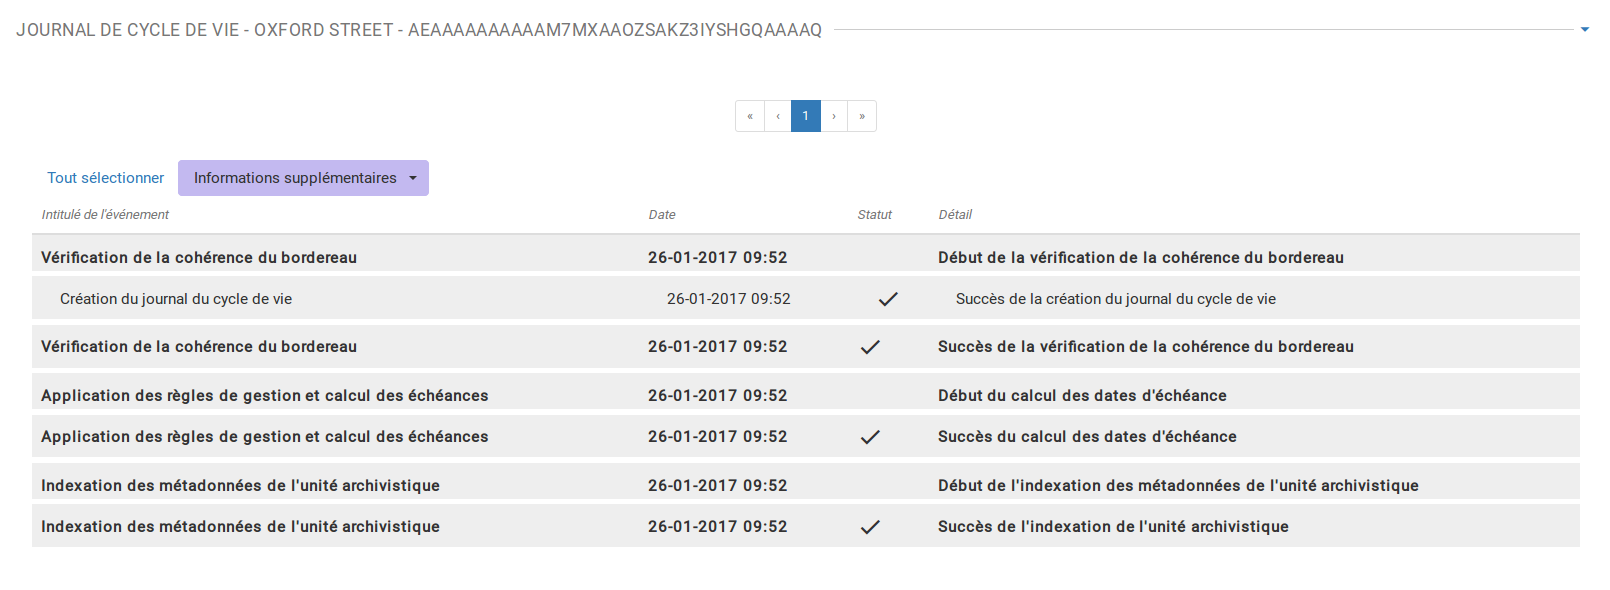 JOURNAL DE CYCLE DE VIE - OXFORD STREET - AEAAAAAAAAAAM7MXAAOZSAKZ3IYSHGQAAAAQ
« ‹ 1 › »
Tout sélectionner Informations supplémentaires
Intitulé de l'événement Date Statut Détail
Vérification de la cohérence du bordereau 26-01-2017 09:52 Début de la vérification de la cohérence du bordereau
Création du journal du cycle de vie 26-01-2017 09:52 Succès de la création du journal du cycle de vie
Vérification de la cohérence du bordereau 26-01-2017 09:52 Succès de la vérification de la cohérence du bordereau
Application des règles de gestion et calcul des échéances 26-01-2017 09:52 Début du calcul des dates d'échéance
Application des règles de gestion et calcul des échéances 26-01-2017 09:52 Succès du calcul des dates d'échéance
Indexation des métadonnées de l'unité archivistique 26-01-2017 09:52 Début de l'indexation des métadonnées de l'unité archivistique
Indexation des métadonnées de l'unité archivistique 26-01-2017 09:52 Succès de l'indexation de l'unité archivistique